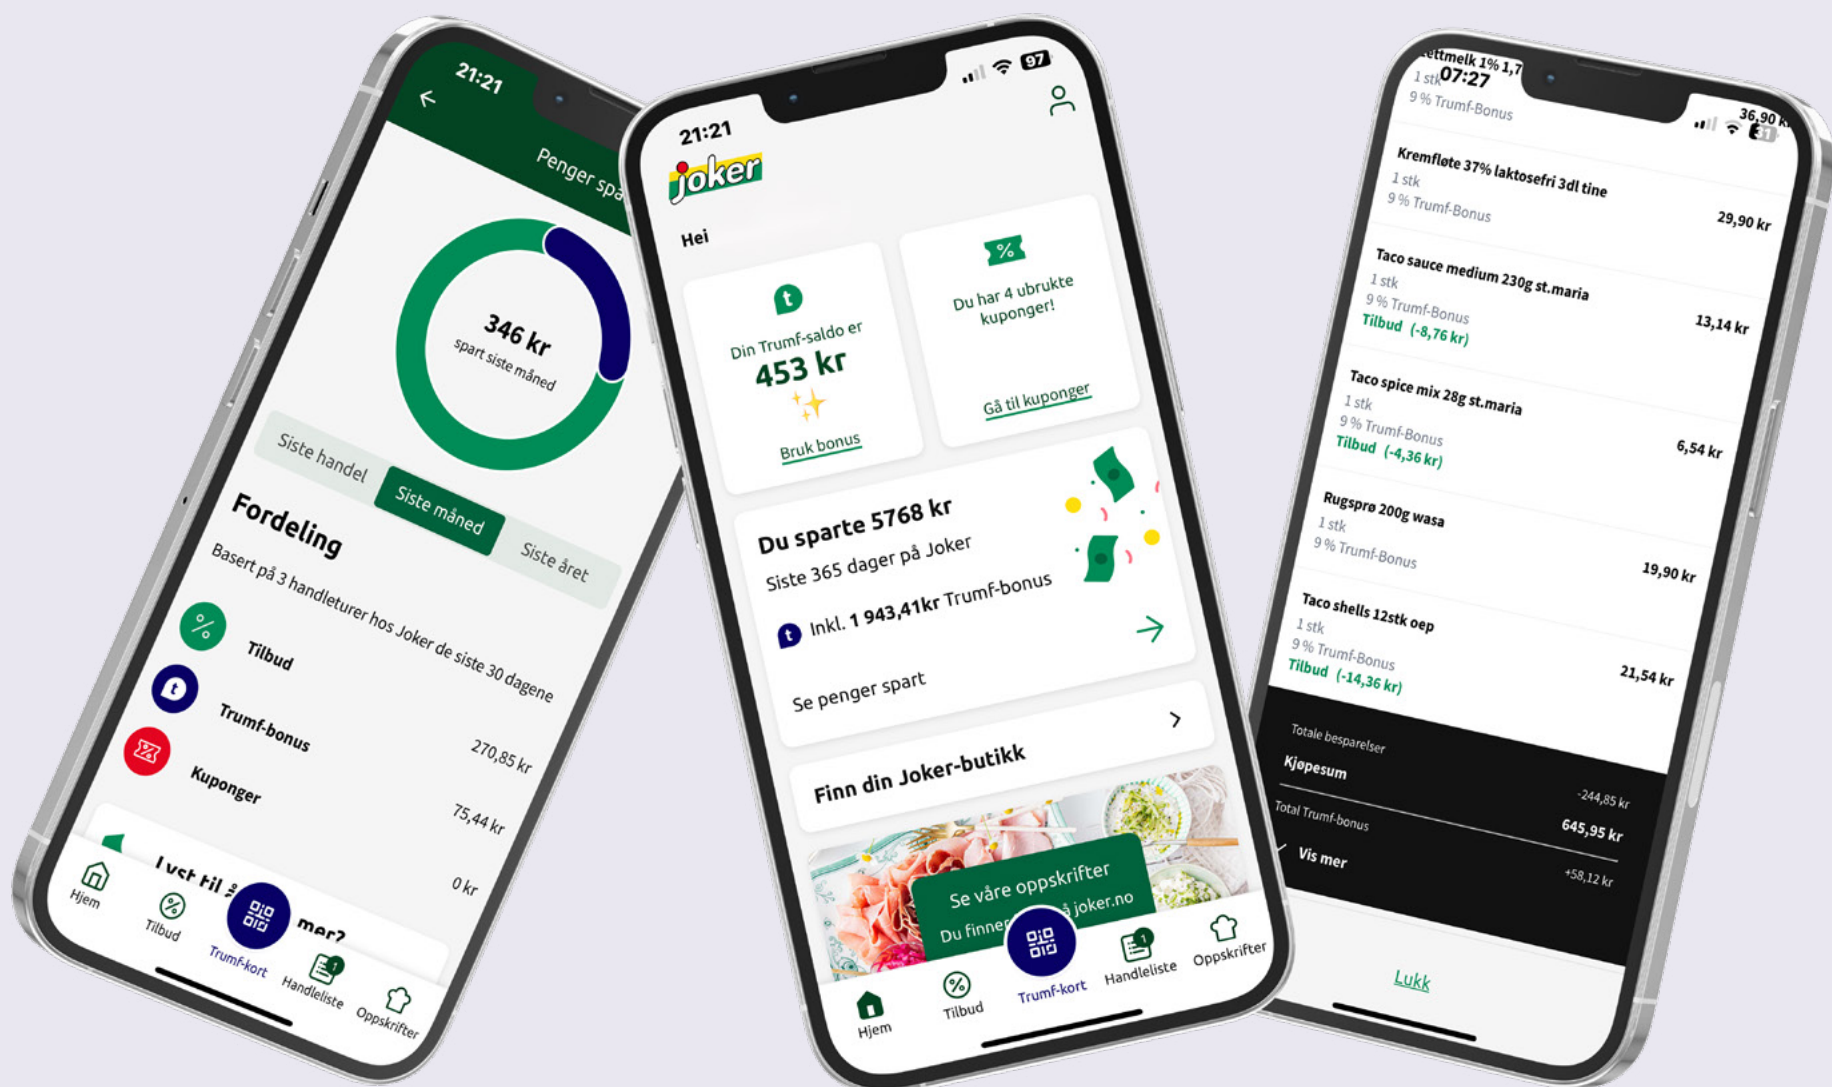 21:21
Penger spa
346 kr
spart siste måned
Siste handel
Siste måned
Siste året
Fordeling
Basert på 3 handleturer hos Joker de siste 30 dagene
Tilbud
270,85 kr
Trumf-bonus
75,44 kr
Kuponger
0 kr
Lyst til å
mer?
Hjem
Tilbud
Trumf-kort
1
Handleliste
Oppskrifter
21:21
97
joker
Hei
t
Din Trumf-saldo er
453 kr
Bruk bonus
%
Du har 4 ubrukte
kuponger!
Gå til kuponger
Du sparte 5768 kr
Siste 365 dager på Joker
t Inkl. 1 943,41kr Trumf-bonus
Se penger spart
Finn din Joker-butikk
Se våre oppskrifter
Du finner
å joker.no
Hjem
Tilbud
Trumf-kort
1
Handleliste
Oppskrifter
ettmelk 1% 1,7
07:27
31
1 stk
36,90 k
9 % Trumf-Bonus
Kremfløte 37% laktosefri 3dl tine
1 stk
29,90 kr
9 % Trumf-Bonus
Taco sauce medium 230g st.maria
1 stk
13,14 kr
9 % Trumf-Bonus
Tilbud (-8,76 kr)
Taco spice mix 28g st.maria
1 stk
6,54 kr
9 % Trumf-Bonus
Tilbud (-4,36 kr)
Rugsprø 200g wasa
1 stk
19,90 kr
9 % Trumf-Bonus
Taco shells 12stk oep
1 stk
21,54 kr
9 % Trumf-Bonus
Tilbud (-14,36 kr)
Totale besparelser
-244,85 kr
Kjøpesum
645,95 kr
Total Trumf-bonus
+58,12 kr
Vis mer
Lukk